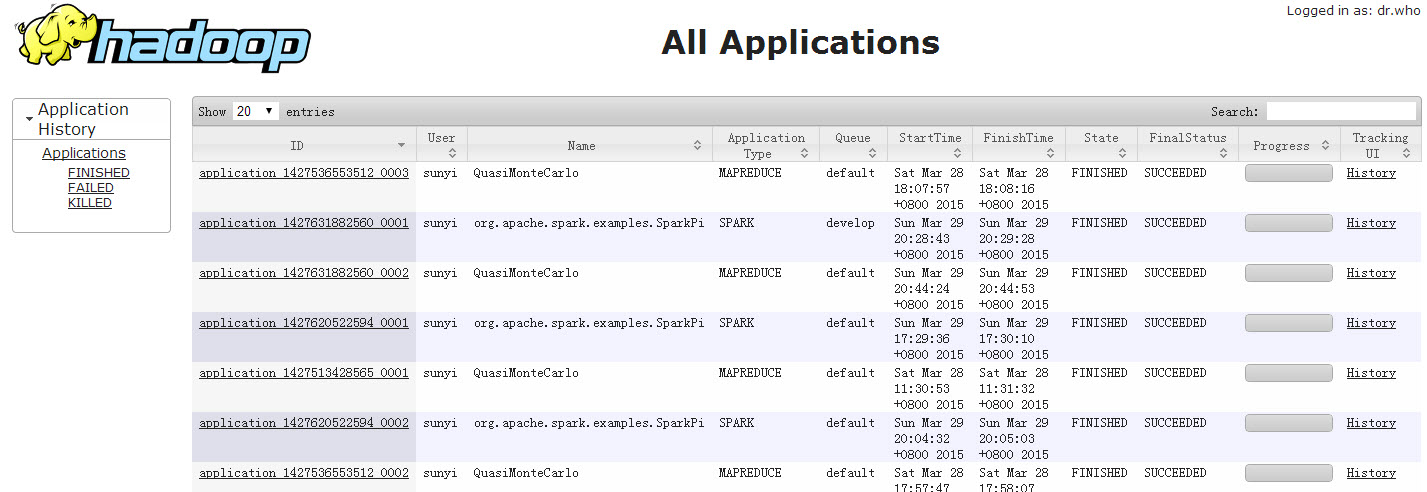 Logged in as: dr.who
hadoop
All Applications
Application
History
Applications
FINISHED
FAILED
KILLED
Show 20 entries Search:
ID User Name Application Type Queue StartTime FinishTime State FinalStatus Progress Tracking UI
application_1427536553512_0003 sunyi QuasiMonteCarlo MAPREDUCE default Sat Mar 28 Sat Mar 28 FINISHED SUCCEEDED History
18:07:57 18:08:16
+0800 2015 +0800 2015
application_1427631882560_0001 sunyi org.apache.spark.examples.SparkPi SPARK develop Sun Mar 29 Sun Mar 29 FINISHED SUCCEEDED History
20:28:43 20:29:28
+0800 2015 +0800 2015
application_1427631882560_0002 sunyi QuasiMonteCarlo MAPREDUCE default Sun Mar 29 Sun Mar 29 FINISHED SUCCEEDED History
20:44:24 20:44:53
+0800 2015 +0800 2015
application_1427620522594_0001 sunyi org.apache.spark.examples.SparkPi SPARK default Sun Mar 29 Sun Mar 29 FINISHED SUCCEEDED History
17:29:36 17:30:10
+0800 2015 +0800 2015
application_1427513428565_0001 sunyi QuasiMonteCarlo MAPREDUCE default Sat Mar 28 Sat Mar 28 FINISHED SUCCEEDED History
11:30:53 11:31:32
+0800 2015 +0800 2015
application_1427620522594_0002 sunyi org.apache.spark.examples.SparkPi SPARK default Sun Mar 29 Sun Mar 29 FINISHED SUCCEEDED History
20:04:32 20:05:03
+0800 2015 +0800 2015
application_1427536553512_0002 sunyi QuasiMonteCarlo MAPREDUCE default Sat Mar 28 Sat Mar 28 FINISHED SUCCEEDED History
17:57:47 17:58:07